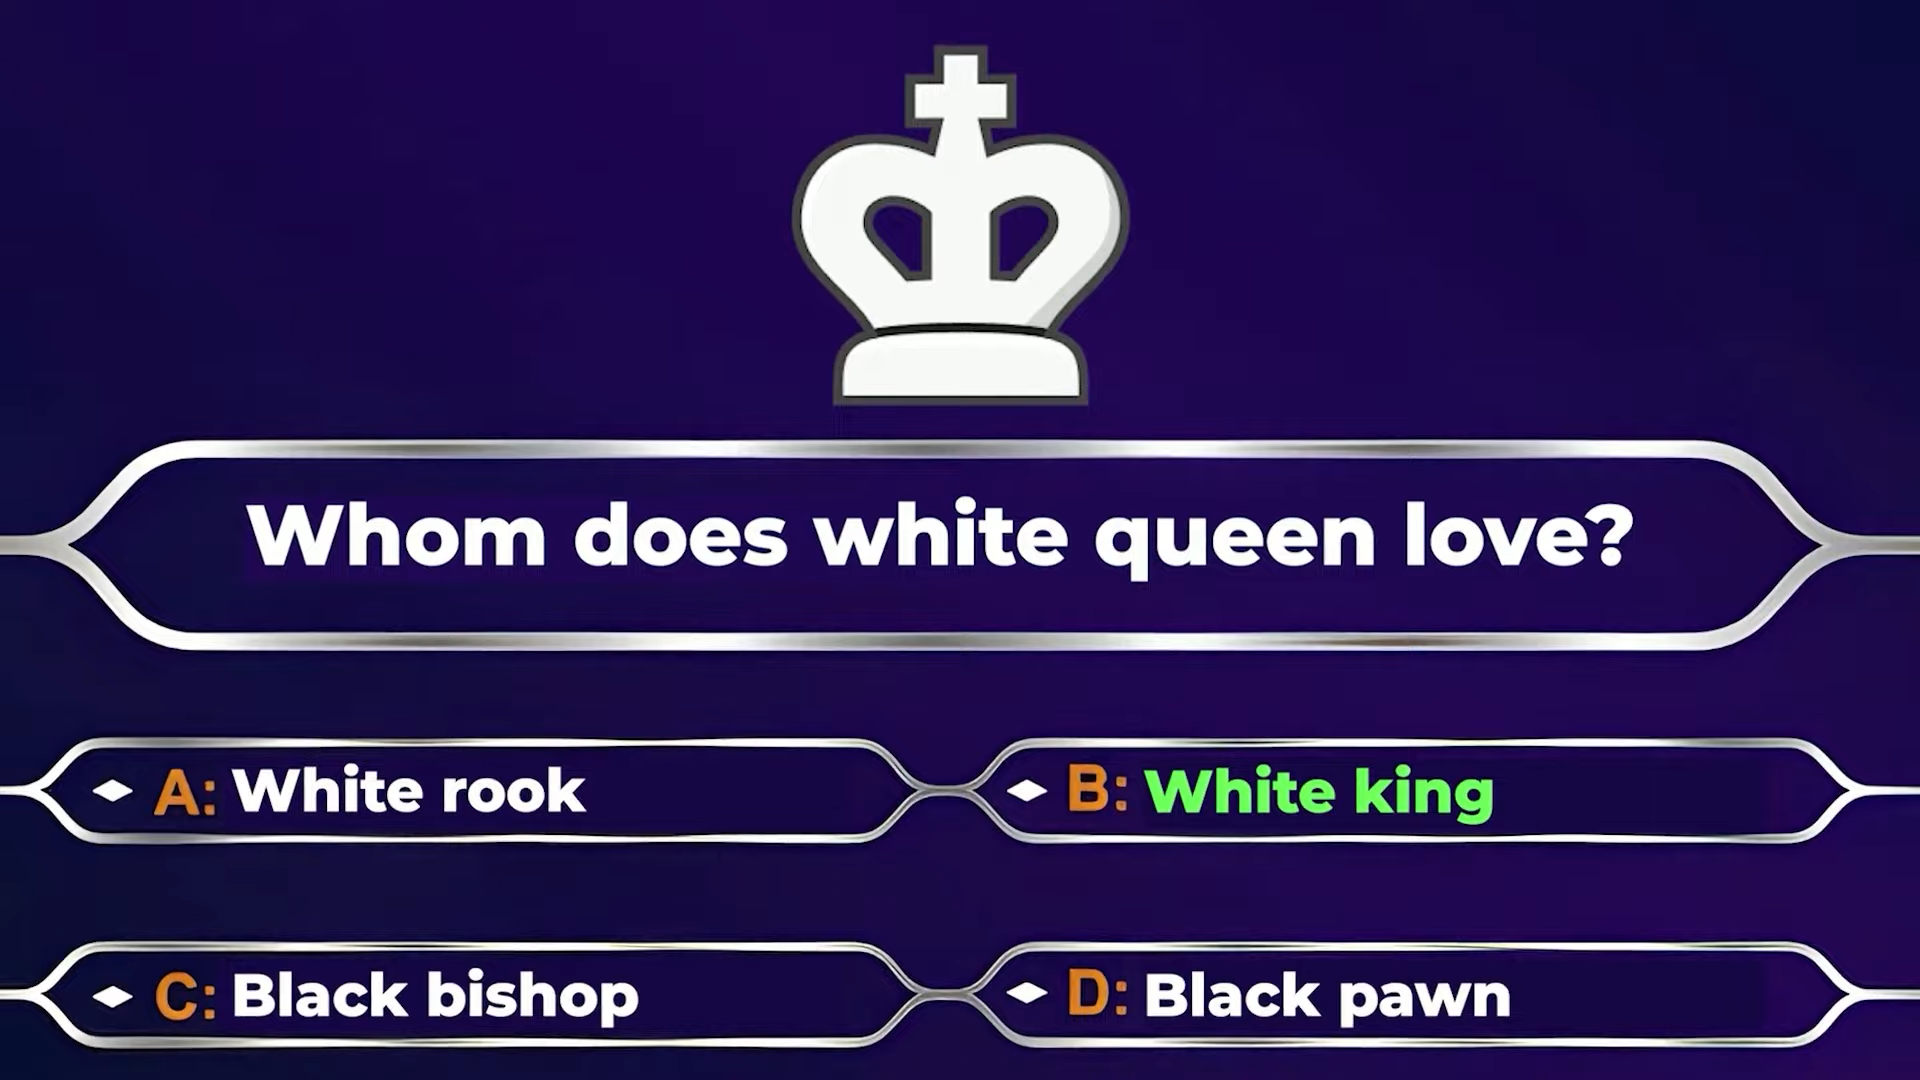 Whom does white queen love?
A: White rook
B: White king
C: Black bishop
D: Black pawn